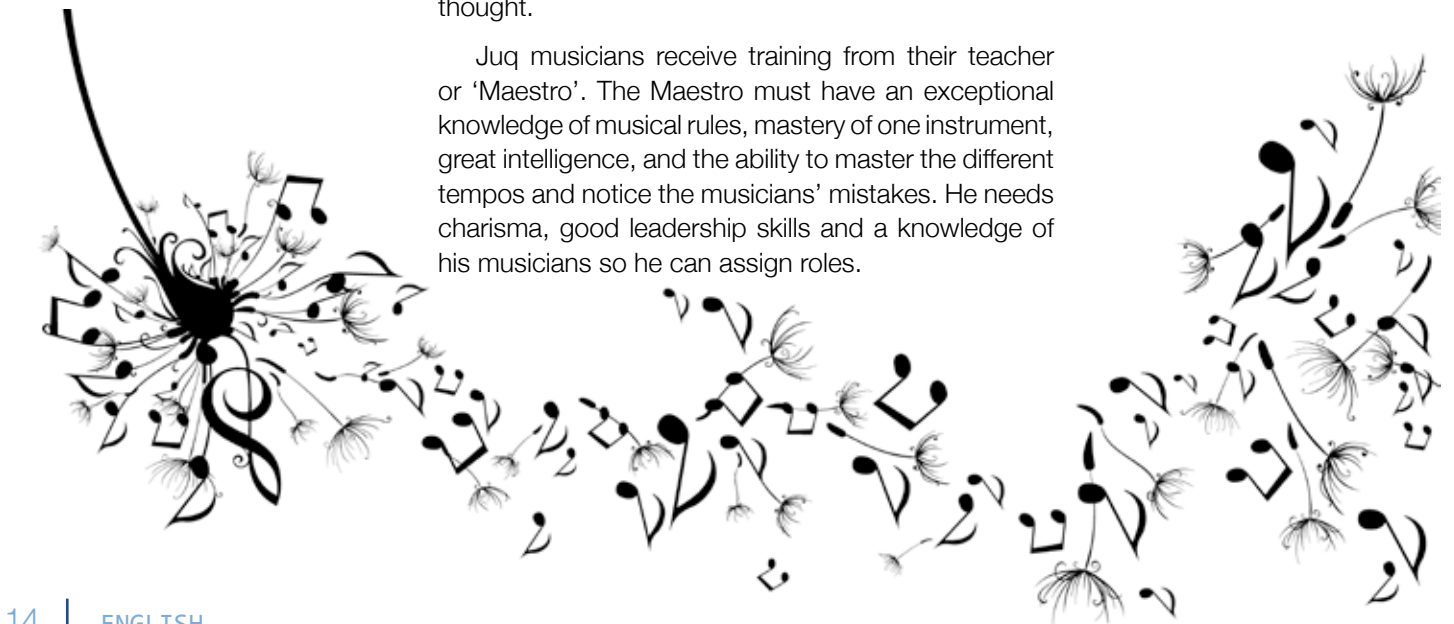 thought.
Juq musicians receive training from their teacher
or ‘Maestro’. The Maestro must have an exceptional
knowledge of musical rules, mastery of one instrument,
great intelligence, and the ability to master the different
tempos and notice the musicians’ mistakes. He needs
charisma, good leadership skills and a knowledge of
his musicians so he can assign roles.
14 | ENGLISH